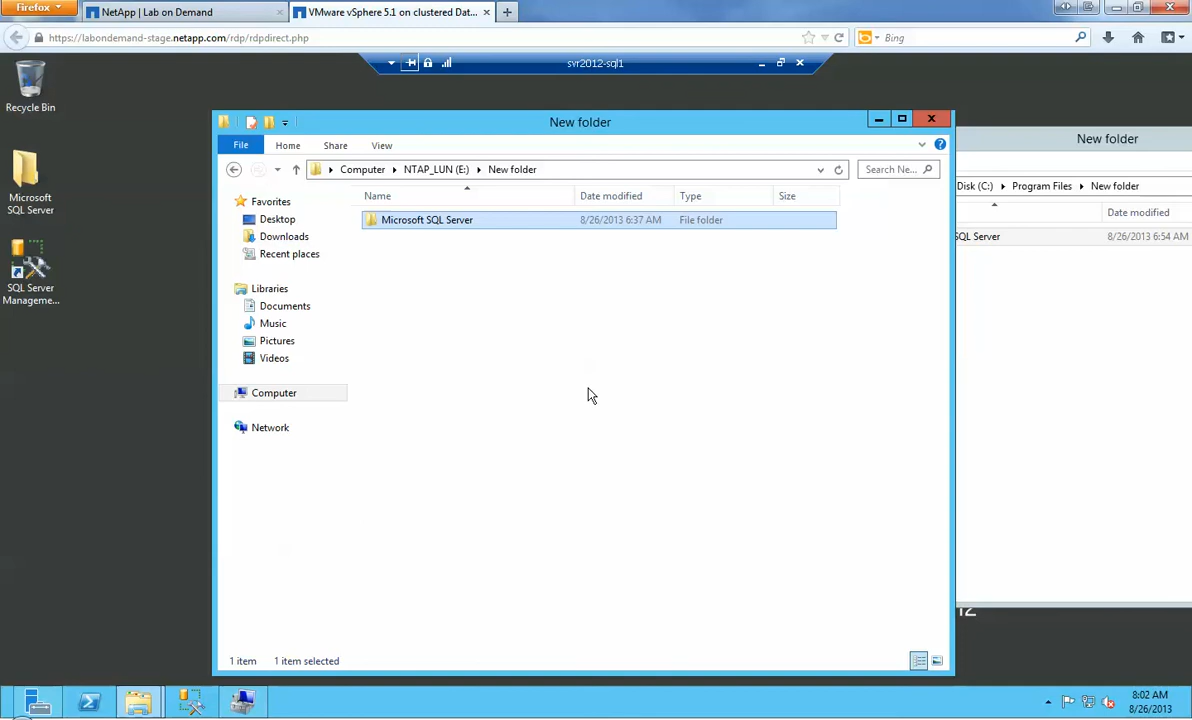 Firefox
NetApp | Lab on Demand
VMware vSphere 5.1 on clustered Dat...
https://labondemand-stage.netapp.com/rdp/rdpdirect.php
Bing
svr2012-sql1
Recycle Bin
Microsoft
SQL Server
SQL Server
Manageme...
New folder
File
Home
Share
View
Computer
NTAP_LUN (E:)
New folder
Search Ne...
Name
Date modified
Type
Size
Microsoft SQL Server
8/26/2013 6:37 AM
File folder
Favorites
Desktop
Downloads
Recent places
Libraries
Documents
Music
Pictures
Videos
Computer
Network
1 item
1 item selected
New folder
Disk (C:)
Program Files
New folder
Date modified
SQL Server
8/26/2013 6:54 AM
12
8:02 AM
8/26/2013